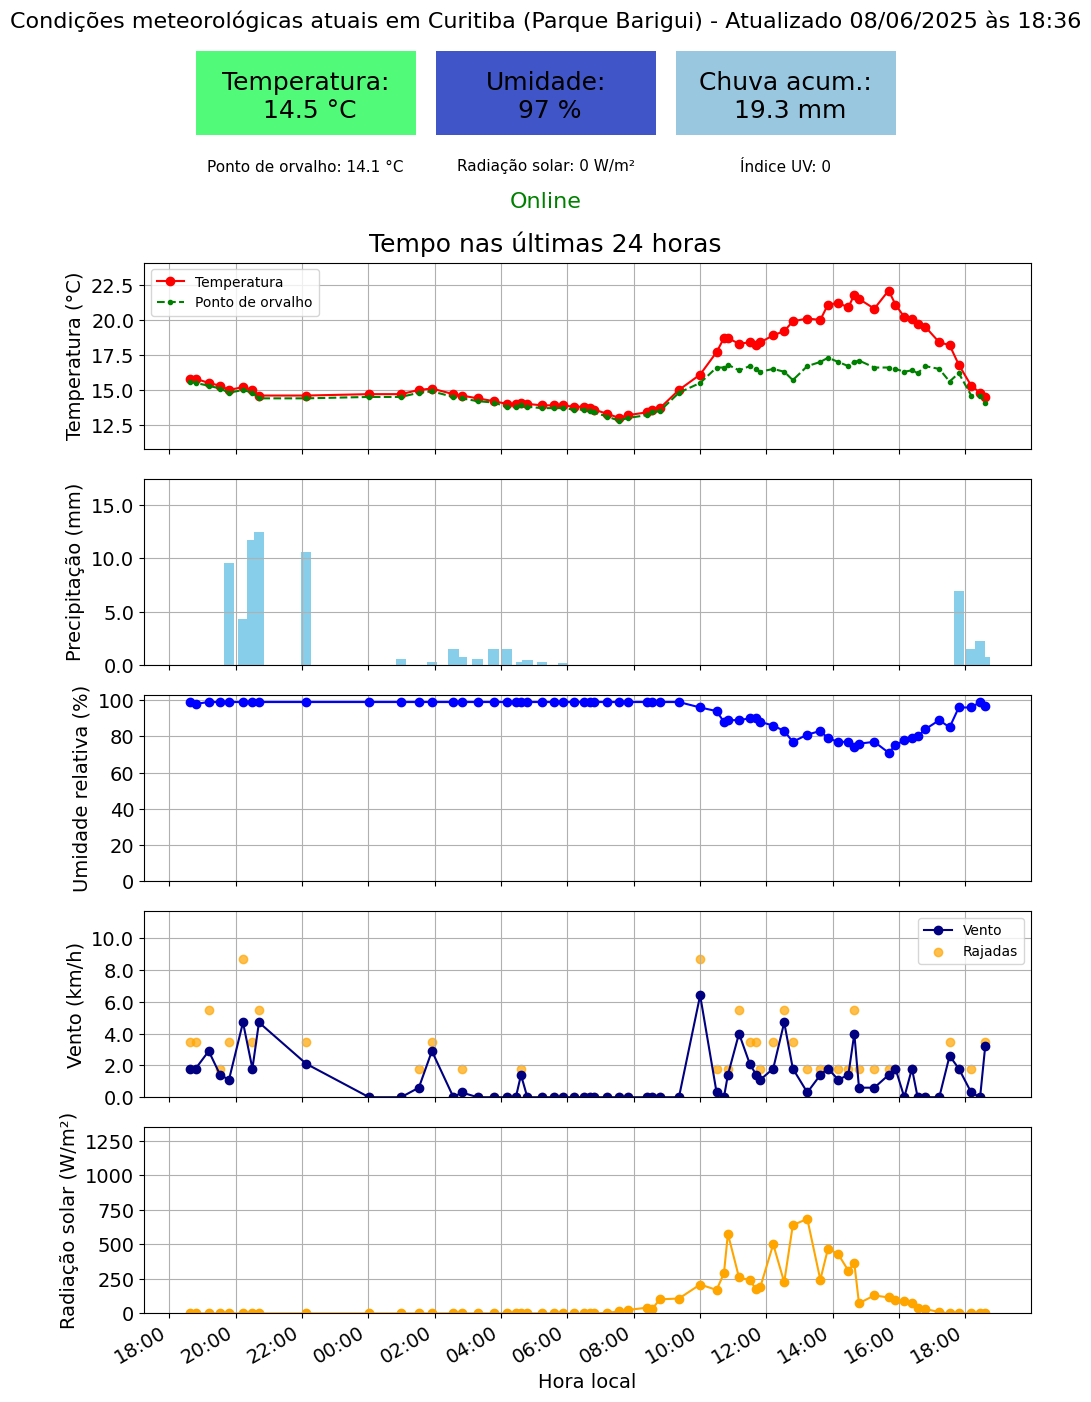 Condições meteorológicas atuais em Curitiba (Parque Barigui) - Atualizado 08/06/2025 às 18:36
Temperatura:
14.5 °C
Umidade:
97 %
Chuva acum.:
19.3 mm
Ponto de orvalho: 14.1 °C
Radiação solar: 0 W/m²
Índice UV: 0
Online
Tempo nas últimas 24 horas
Temperatura (°C)
22.5
20.0
17.5
15.0
12.5
Temperatura
Ponto de orvalho
Precipitação (mm)
15.0
10.0
5.0
0.0
Umidade relativa (%)
100
80
60
40
20
0
Vento (km/h)
10.0
8.0
6.0
4.0
2.0
0.0
Vento
Rajadas
Radiação solar (W/m²)
1250
1000
750
500
250
0
18:00
20:00
22:00
00:00
02:00
04:00
06:00
08:00
10:00
12:00
14:00
16:00
18:00
Hora local